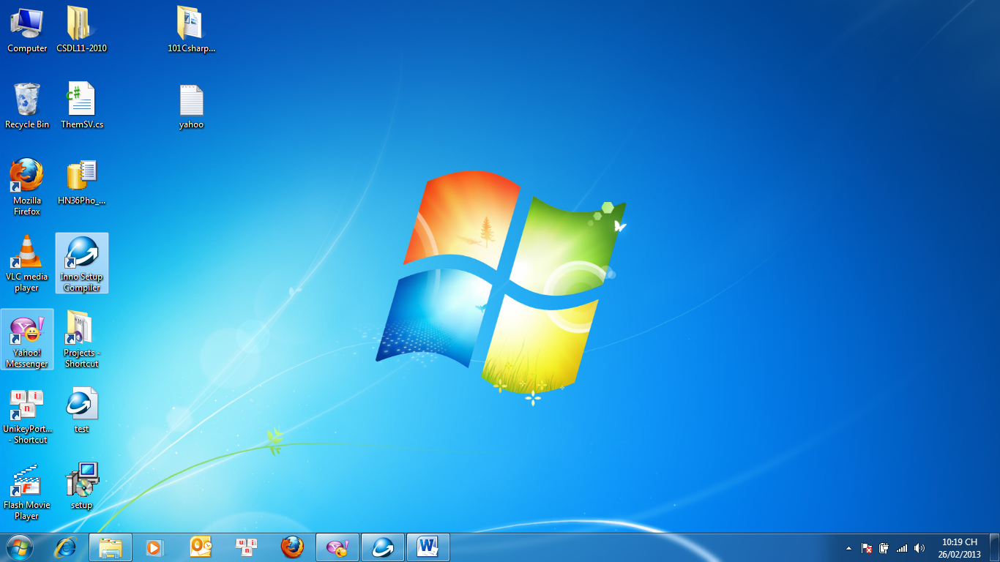 Computer
CSDL11-2010
101Csharp...
Recycle Bin
ThemSV.cs
yahoo
Mozilla
Firefox
HN36Pho_...
VLC media
player
Inno Setup
Compiler
Yahoo!
Messenger
Projects -
Shortcut
UnikeyPort...
- Shortcut
test
Flash Movie
Player
setup
10:19 CH
26/02/2013